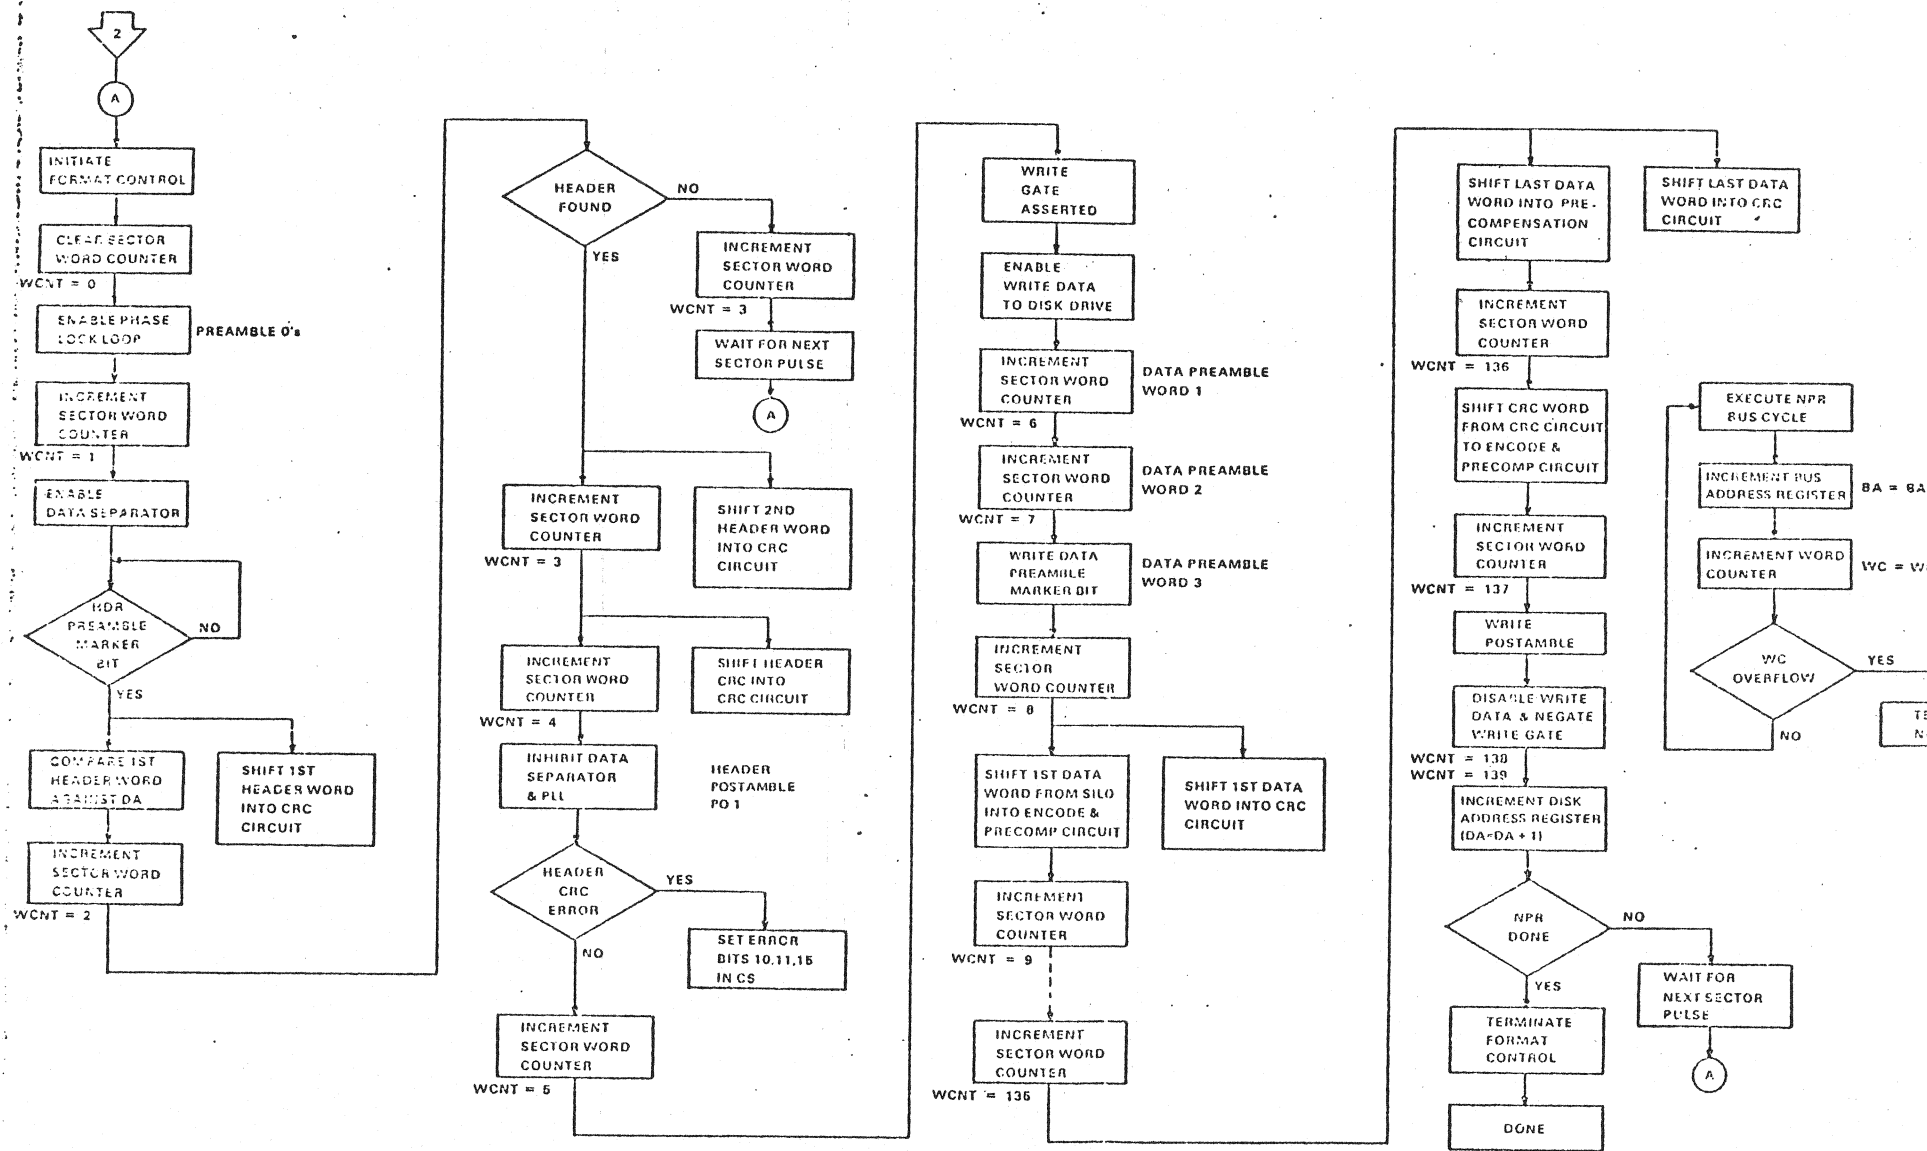 2
A
INITIATE
FORMAT CONTROL
CLEAR SECTOR
WORD COUNTER
WCNT = 0
ENABLE PHASE
LOCK LOOP
PREAMBLE 0's
INCREMENT
SECTOR WORD
COUNTER
WCNT = 1
ENABLE
DATA SEPARATOR
HDR
PREAMBLE
MARKER
BIT
NO
YES
COMPARE 1ST
HEADER WORD
AGAINST DA
SHIFT 1ST
HEADER WORD
INTO CRC
CIRCUIT
INCREMENT
SECTOR WORD
COUNTER
WCNT = 2
HEADER
FOUND
NO
YES
INCREMENT
SECTOR WORD
COUNTER
WCNT = 3
WAIT FOR NEXT
SECTOR PULSE
A
INCREMENT
SECTOR WORD
COUNTER
WCNT = 3
SHIFT 2ND
HEADER WORD
INTO CRC
CIRCUIT
INCREMENT
SECTOR WORD
COUNTER
WCNT = 4
SHIFT HEADER
CRC INTO
CRC CIRCUIT
INHIBIT DATA
SEPARATOR
& PLL
HEADER
POSTAMBLE
PO 1
HEADER
CRC
ERROR
YES
NO
SET ERROR
BITS 10,11,15
IN CS
INCREMENT
SECTOR WORD
COUNTER
WCNT = 5
WRITE
GATE
ASSERTED
ENABLE
WRITE DATA
TO DISK DRIVE
INCREMENT
SECTOR WORD
COUNTER
DATA PREAMBLE
WORD 1
WCNT = 6
INCREMENT
SECTOR WORD
COUNTER
DATA PREAMBLE
WORD 2
WCNT = 7
WRITE DATA
PREAMBLE
MARKER BIT
DATA PREAMBLE
WORD 3
INCREMENT
SECTOR
WORD COUNTER
WCNT = 8
SHIFT 1ST DATA
WORD FROM SILO
INTO ENCODE &
PRECOMP CIRCUIT
SHIFT 1ST DATA
WORD INTO CRC
CIRCUIT
INCREMENT
SECTOR WORD
COUNTER
WCNT = 9
INCREMENT
SECTOR WORD
COUNTER
WCNT = 135
SHIFT LAST DATA
WORD INTO PRE-
COMPENSATION
CIRCUIT
SHIFT LAST DATA
WORD INTO CRC
CIRCUIT
INCREMENT
SECTOR WORD
COUNTER
WCNT = 136
SHIFT CRC WORD
FROM CRC CIRCUIT
TO ENCODE &
PRECOMP CIRCUIT
INCREMENT
SECTOR WORD
COUNTER
WCNT = 137
WRITE
POSTAMBLE
DISABLE WRITE
DATA & NEGATE
WRITE GATE
WCNT = 138
WCNT = 139
INCREMENT DISK
ADDRESS REGISTER
(DA=DA + 1)
NPR
DONE
NO
YES
WAIT FOR
NEXT SECTOR
PULSE
A
TERMINATE
FORMAT
CONTROL
DONE
EXECUTE NPR
BUS CYCLE
INCREMENT BUS
ADDRESS REGISTER
BA = BA
INCREMENT WORD
COUNTER
WC = W
WC
OVERFLOW
YES
NO